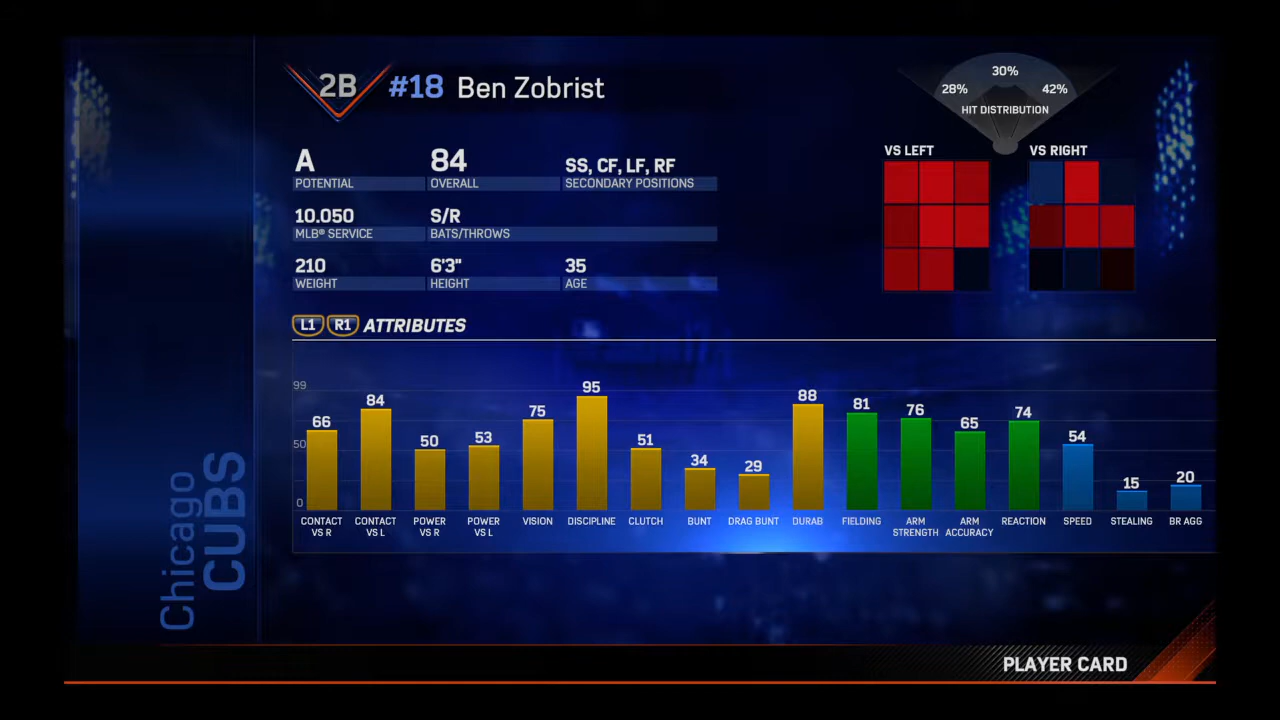 2B #18 Ben Zobrist
30%
28% 42%
HIT DISTRIBUTION
A 84 SS, CF, LF, RF
POTENTIAL OVERALL SECONDARY POSITIONS
10.050 S/R
MLB® SERVICE BATS/THROWS
210 6'3" 35
WEIGHT HEIGHT AGE
VS LEFT VS RIGHT
L1 R1 ATTRIBUTES
99
50
0
66 84 50 53 75 95 51 34 29 88 81 76 65 74 54 15 20
CONTACT VS R
CONTACT VS L
POWER VS R
POWER VS L
VISION
DISCIPLINE
CLUTCH
BUNT
DRAG BUNT
DURAB
FIELDING
ARM STRENGTH
ARM ACCURACY
REACTION
SPEED
STEALING
BR AGG
Chicago
CUBS
PLAYER CARD